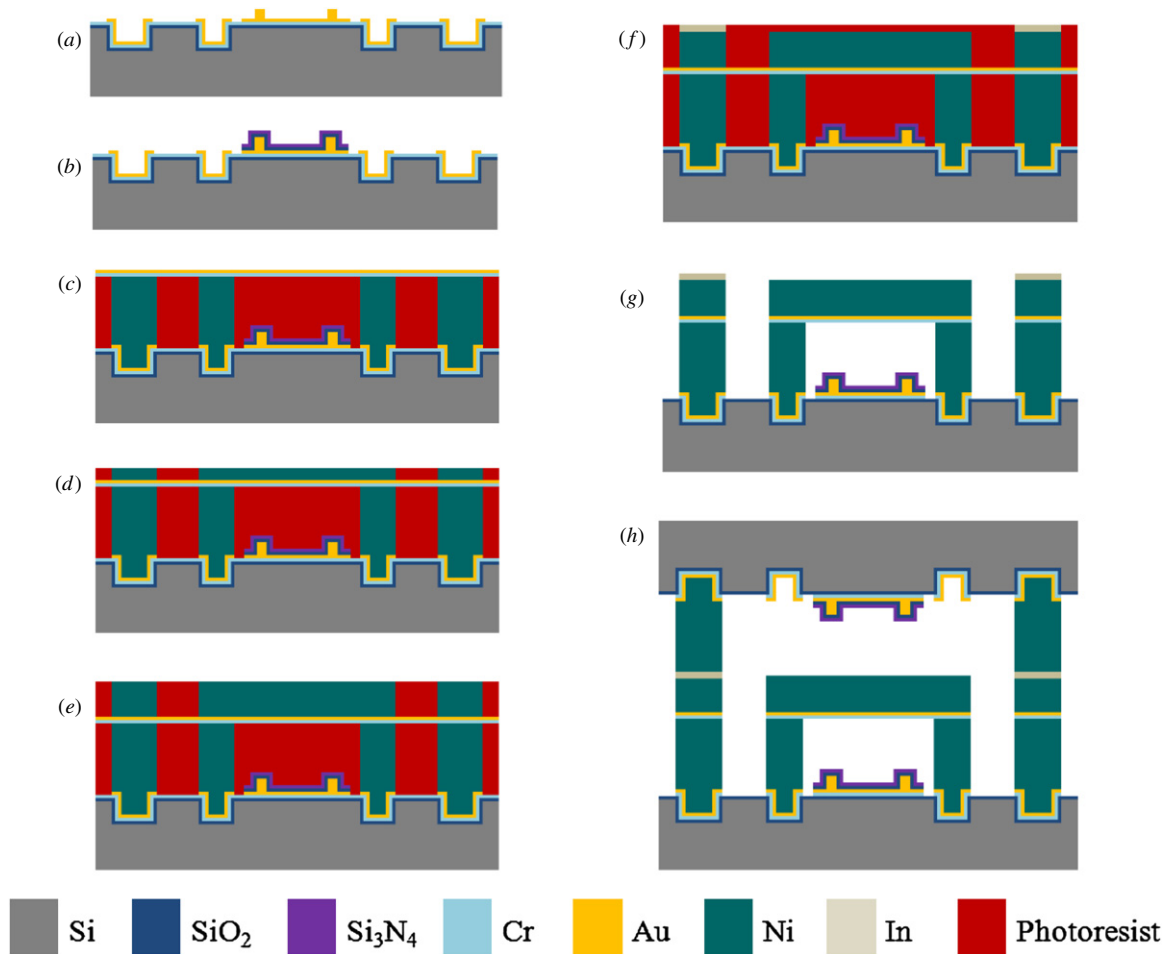 (a)
(b)
(c)
(d)
(e)
(f)
(g)
(h)
Si SiO₂ Si₃N₄ Cr Au Ni In Photoresist